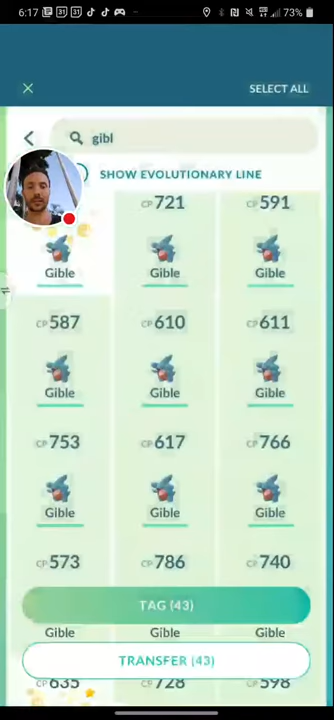 6:17 31 31 73%
SELECT ALL
gibl
SHOW EVOLUTIONARY LINE
CP721 CP591
Gible Gible Gible
CP587 CP610 CP611
Gible Gible Gible
CP753 CP617 CP766
Gible Gible Gible
CP573 CP786 CP740
TAG (43)
Gible Gible Gible
TRANSFER (43)
CP635 CP728 CP598